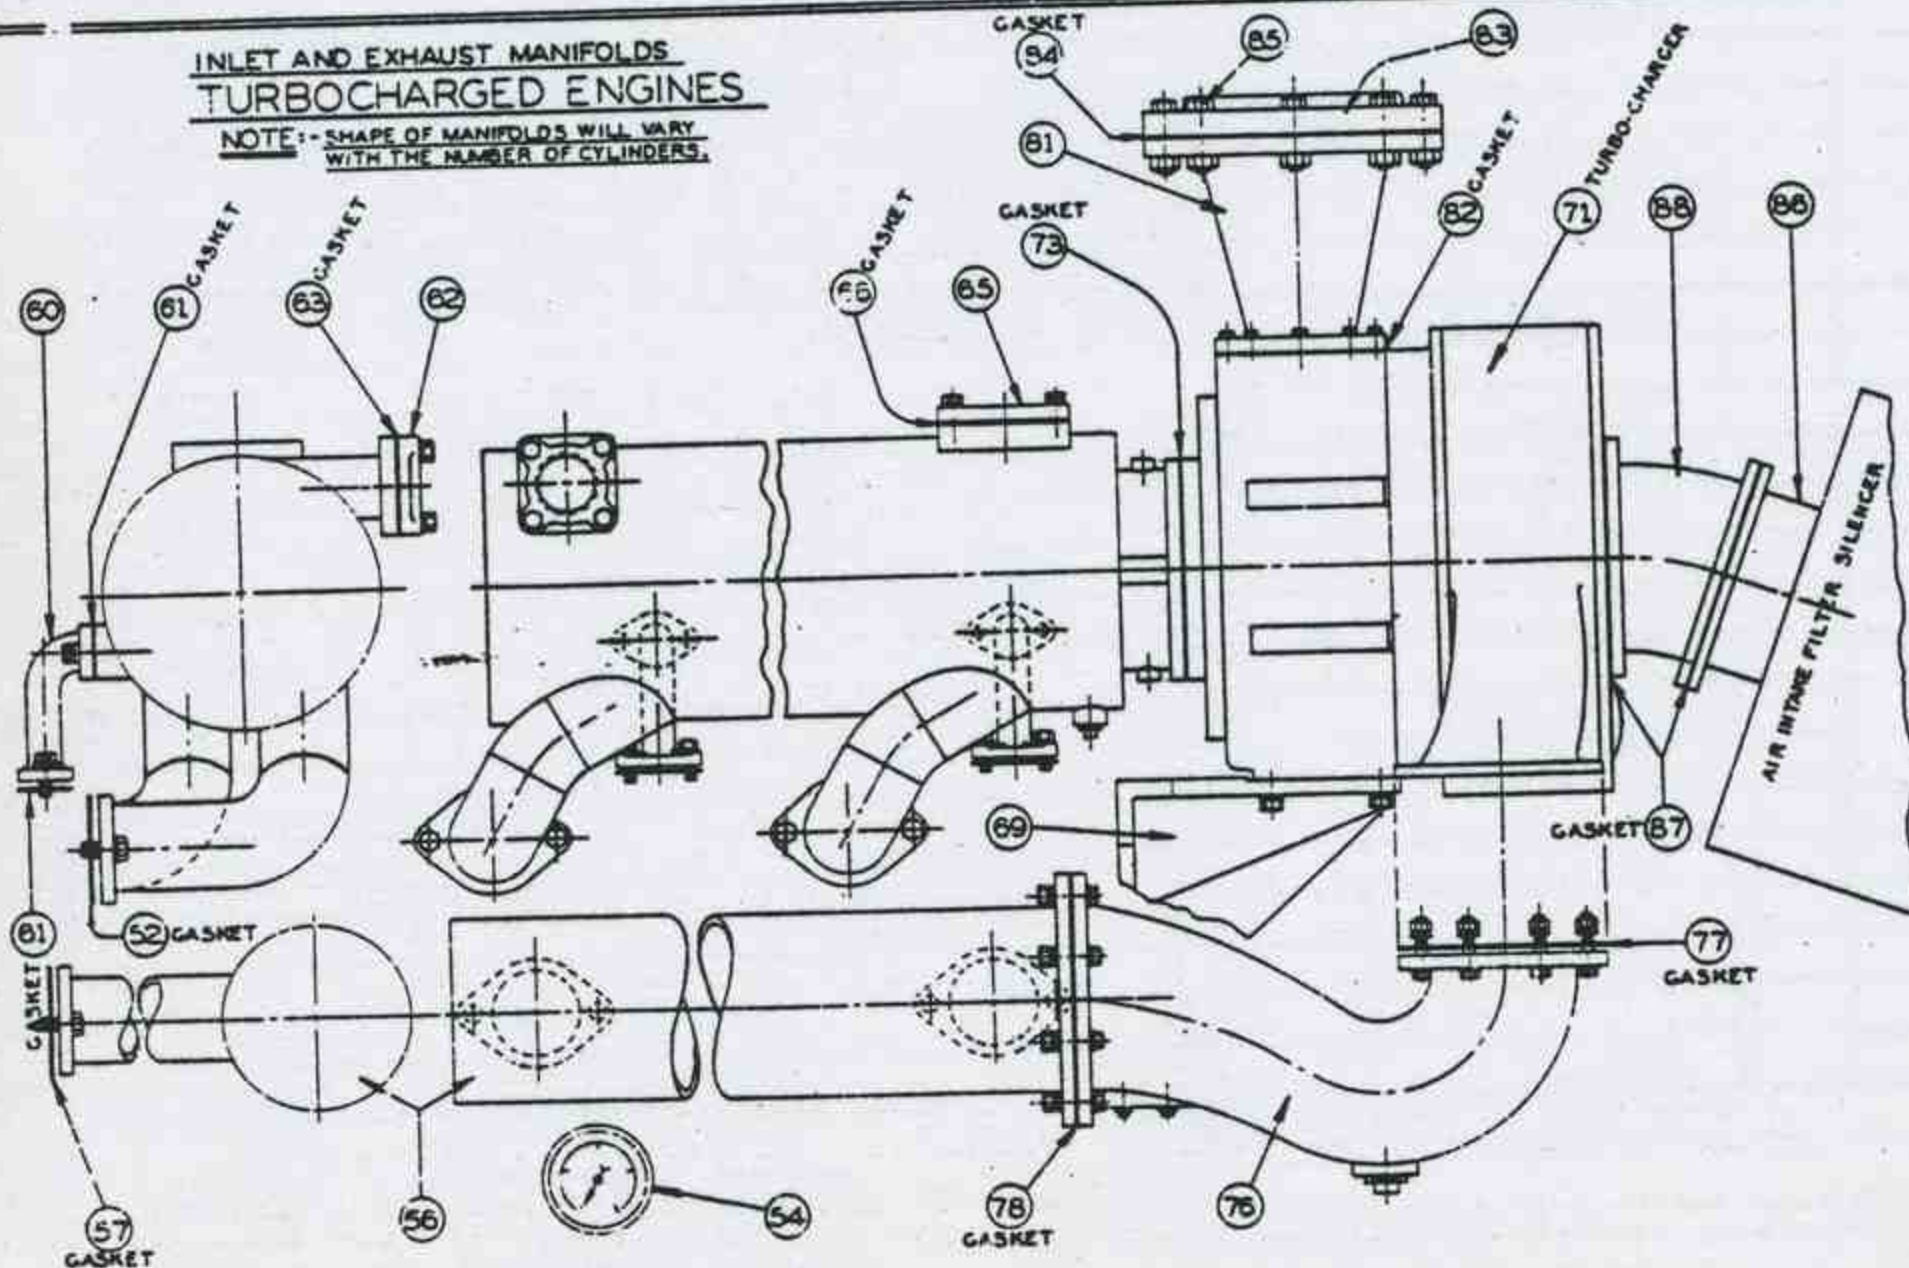 INLET AND EXHAUST MANIFOLDS
TURBOCHARGED ENGINES
NOTE:- SHAPE OF MANIFOLDS WILL VARY
WITH THE NUMBER OF CYLINDERS.
GASKET
84
85
83
81
GASKET
73
82 GASKET
71 TURBO-CHARGER
88
86
60
61 GASKET
63 GASKET
62
66 GASKET
65
AIR INTAKE FILTER SILENCER
69
GASKET 87
61
GASKET
52 GASKET
77
GASKET
57
GASKET
56
54
78
GASKET
76